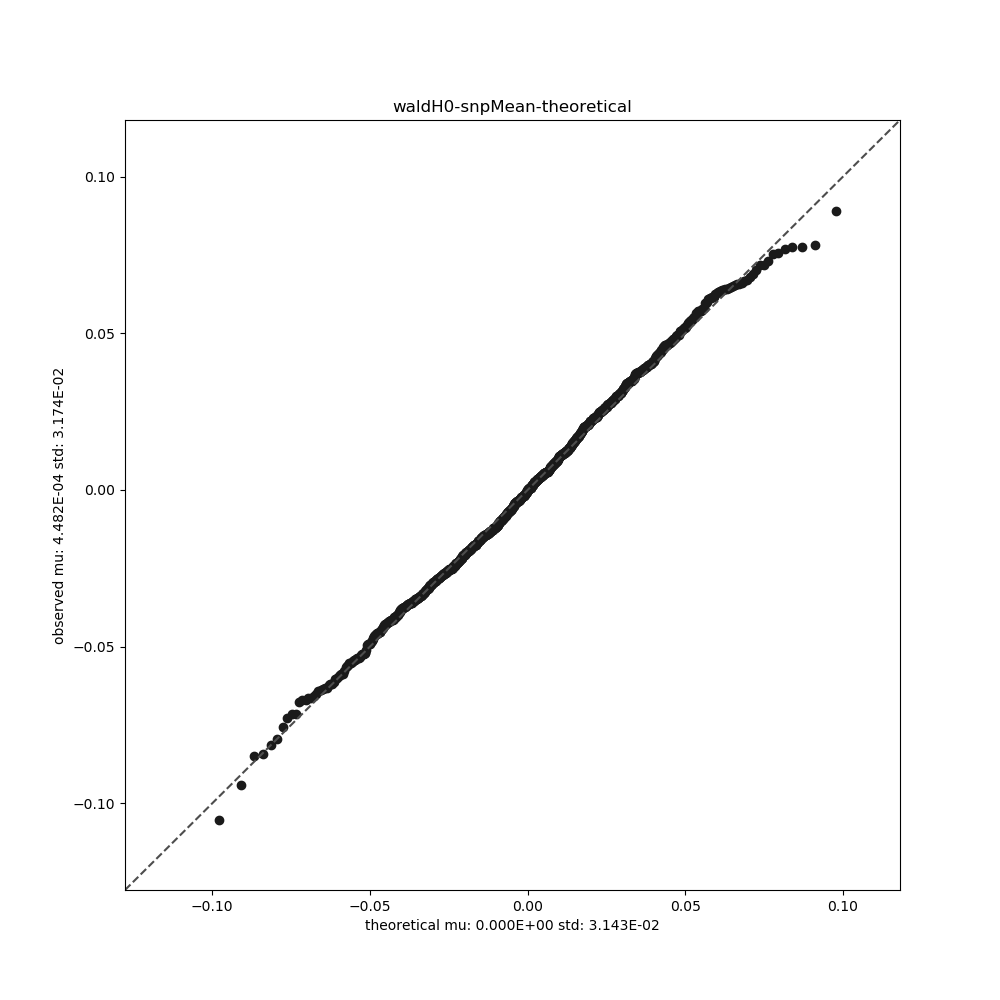 waldH0-snpMean-theoretical
observed mu: 4.482E-04 std: 3.174E-02
0.10
0.05
0.00
−0.05
−0.10
−0.10 −0.05 0.00 0.05 0.10
theoretical mu: 0.000E+00 std: 3.143E-02